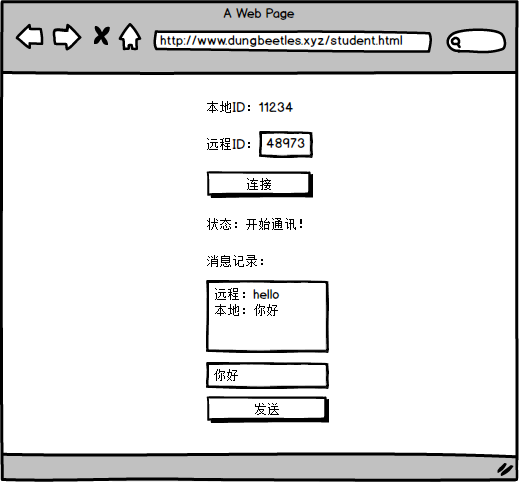 A Web Page
http://www.dungbeetles.xyz/student.html
本地ID：11234
远程ID：48973
连接
状态：开始通讯！
消息记录：
远程：hello
本地：你好
你好
发送